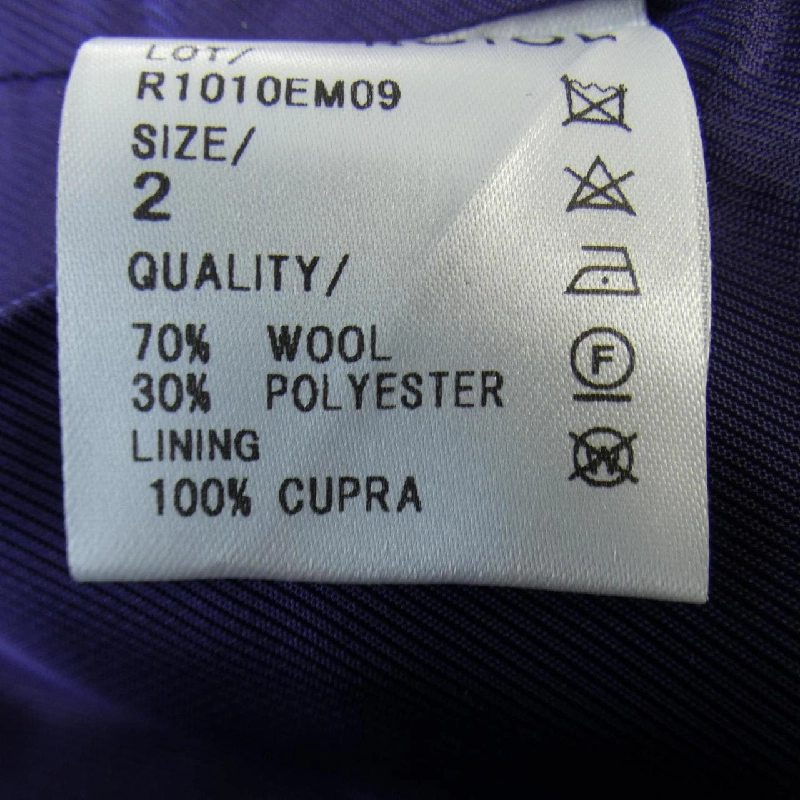 LOT/
R1010EM09
SIZE/
2
QUALITY/
70% WOOL
30% POLYESTER
LINING
100% CUPRA
F
W